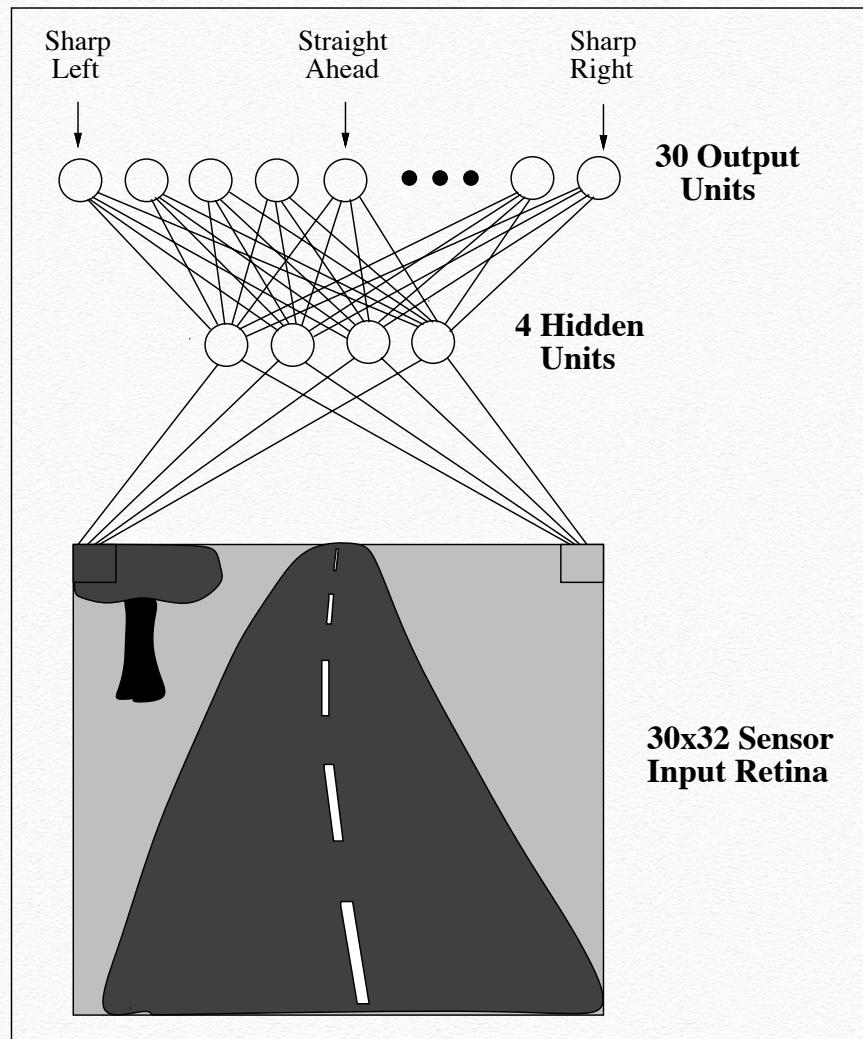 Sharp
Left
Straight
Ahead
Sharp
Right
30 Output
Units
4 Hidden
Units
30x32 Sensor
Input Retina